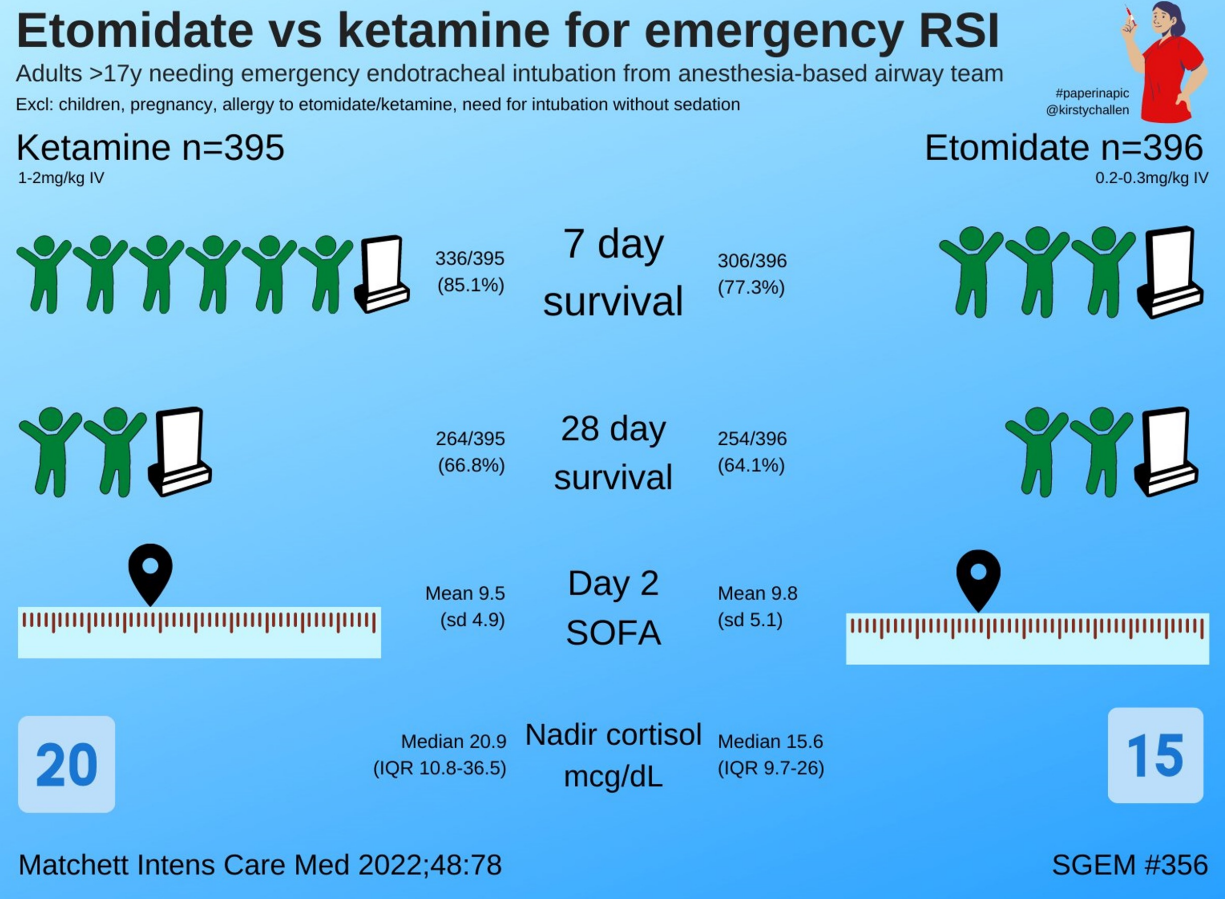 Etomidate vs ketamine for emergency RSI
Adults >17y needing emergency endotracheal intubation from anesthesia-based airway team
Excl: children, pregnancy, allergy to etomidate/ketamine, need for intubation without sedation
#paperinapic
@kirstychallen
Ketamine n=395
1-2mg/kg IV
Etomidate n=396
0.2-0.3mg/kg IV
336/395
(85.1%)
7 day
survival
306/396
(77.3%)
264/395
(66.8%)
28 day
survival
254/396
(64.1%)
Mean 9.5
(sd 4.9)
Day 2
SOFA
Mean 9.8
(sd 5.1)
20
Median 20.9
(IQR 10.8-36.5)
Nadir cortisol
mcg/dL
Median 15.6
(IQR 9.7-26)
15
Matchett Intens Care Med 2022;48:78
SGEM #356